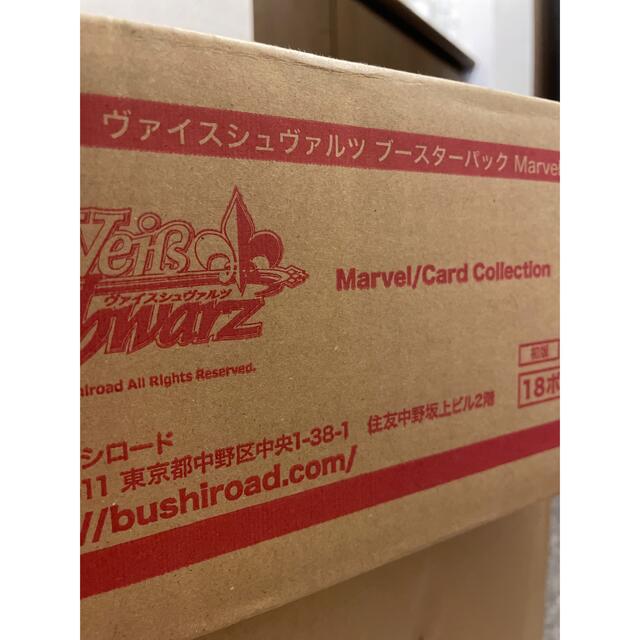 ヴァイスシュヴァルツ ブースターパック Marvel
Weiß
ヴァイスシュヴァルツ
Schwarz
Marvel/Card Collection
hiroad All Rights Reserved.
初版
18ボ
シロード
11 東京都中野区中央1-38-1 住友中野坂上ビル2階
//bushiroad.com/